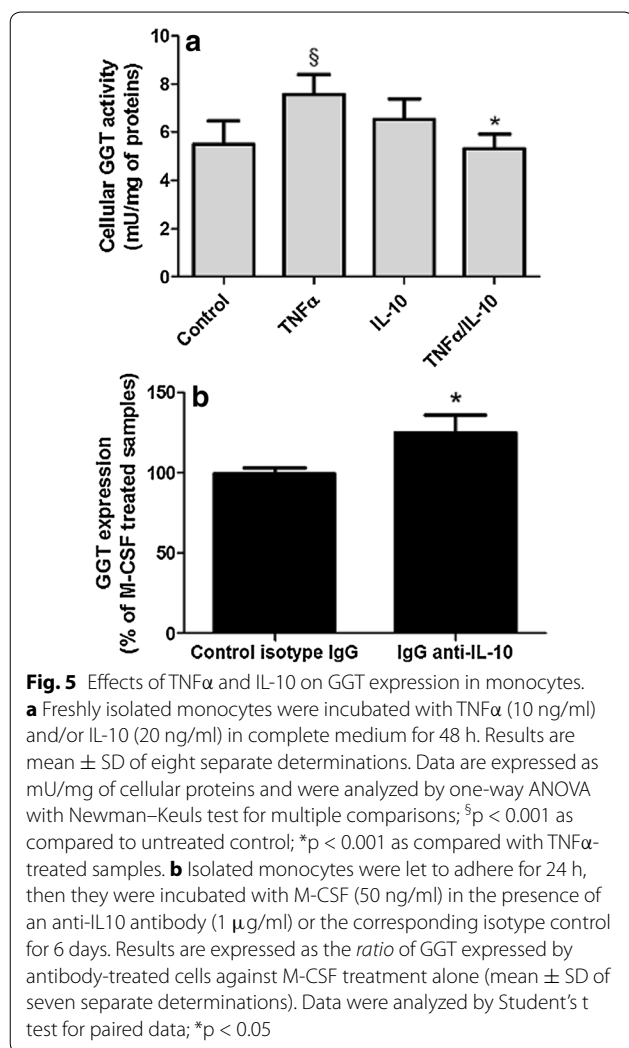 a
§
*
10
8
6
4
2
0
Cellular GGT activity
(mU/mg of proteins)
Control
TNFα
IL-10
TNFα/IL-10
b
*
150
100
50
0
GGT expression
(% of M-CSF treated samples)
Control isotype IgG
IgG anti-IL-10
Fig. 5 Effects of TNFα and IL-10 on GGT expression in monocytes.
a Freshly isolated monocytes were incubated with TNFα (10 ng/ml)
and/or IL-10 (20 ng/ml) in complete medium for 48 h. Results are
mean ± SD of eight separate determinations. Data are expressed as
mU/mg of cellular proteins and were analyzed by one-way ANOVA
with Newman–Keuls test for multiple comparisons; §p < 0.001 as
compared to untreated control; *p < 0.001 as compared with TNFα-
treated samples. b Isolated monocytes were let to adhere for 24 h,
then they were incubated with M-CSF (50 ng/ml) in the presence of
an anti-IL10 antibody (1 μg/ml) or the corresponding isotype control
for 6 days. Results are expressed as the ratio of GGT expressed by
antibody-treated cells against M-CSF treatment alone (mean ± SD of
seven separate determinations). Data were analyzed by Student's t
test for paired data; *p < 0.05